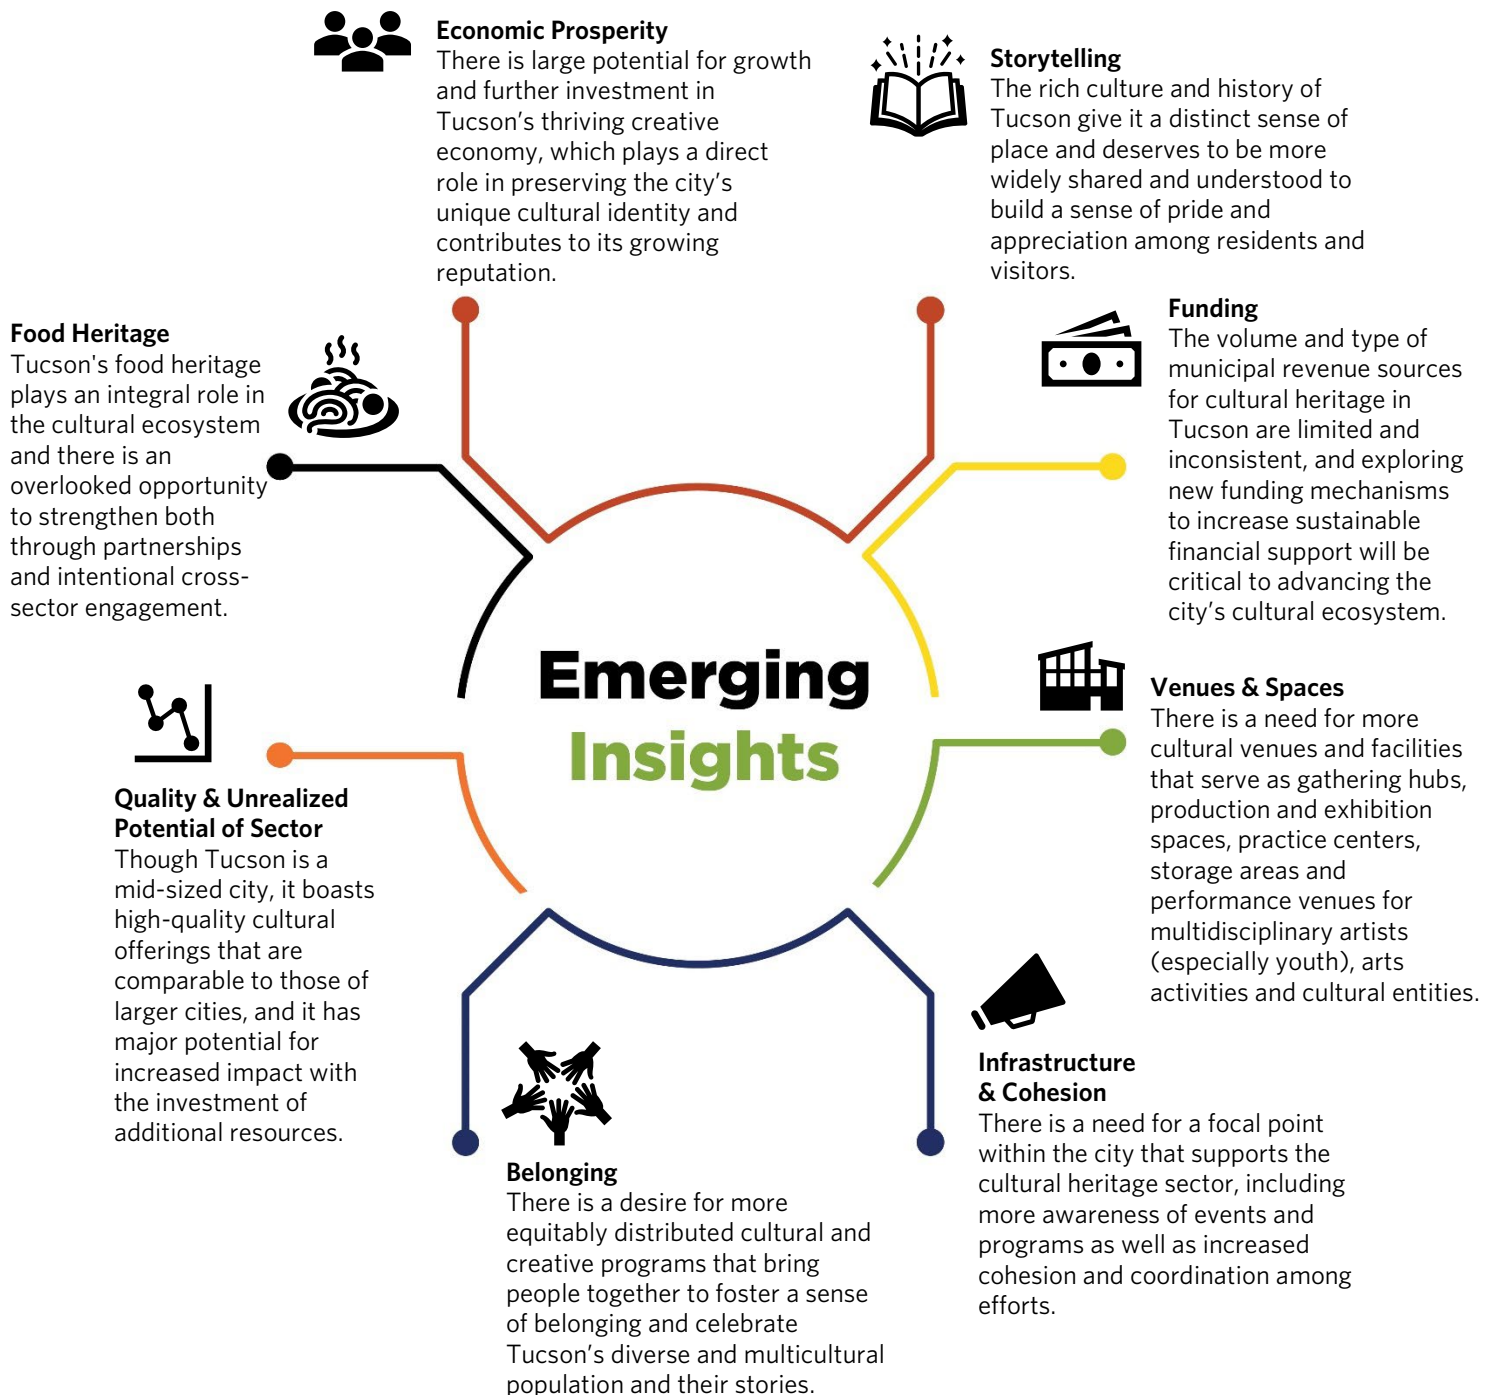 Economic Prosperity
There is large potential for growth
and further investment in
Tucson’s thriving creative
economy, which plays a direct
role in preserving the city’s
unique cultural identity and
contributes to its growing
reputation.
Storytelling
The rich culture and history of
Tucson give it a distinct sense of
place and deserves to be more
widely shared and understood to
build a sense of pride and
appreciation among residents and
visitors.
Food Heritage
Tucson's food heritage
plays an integral role in
the cultural ecosystem
and there is an
overlooked opportunity
to strengthen both
through partnerships
and intentional cross-
sector engagement.
Funding
The volume and type of
municipal revenue sources
for cultural heritage in
Tucson are limited and
inconsistent, and exploring
new funding mechanisms
to increase sustainable
financial support will be
critical to advancing the
city’s cultural ecosystem.
Emerging
Insights
Venues & Spaces
There is a need for more
cultural venues and facilities
that serve as gathering hubs,
production and exhibition
spaces, practice centers,
storage areas and
performance venues for
multidisciplinary artists
(especially youth), arts
activities and cultural entities.
Quality & Unrealized
Potential of Sector
Though Tucson is a
mid-sized city, it boasts
high-quality cultural
offerings that are
comparable to those of
larger cities, and it has
major potential for
increased impact with
the investment of
additional resources.
Infrastructure
& Cohesion
There is a need for a focal point
within the city that supports the
cultural heritage sector, including
more awareness of events and
programs as well as increased
cohesion and coordination among
efforts.
Belonging
There is a desire for more
equitably distributed cultural and
creative programs that bring
people together to foster a sense
of belonging and celebrate
Tucson’s diverse and multicultural
population and their stories.